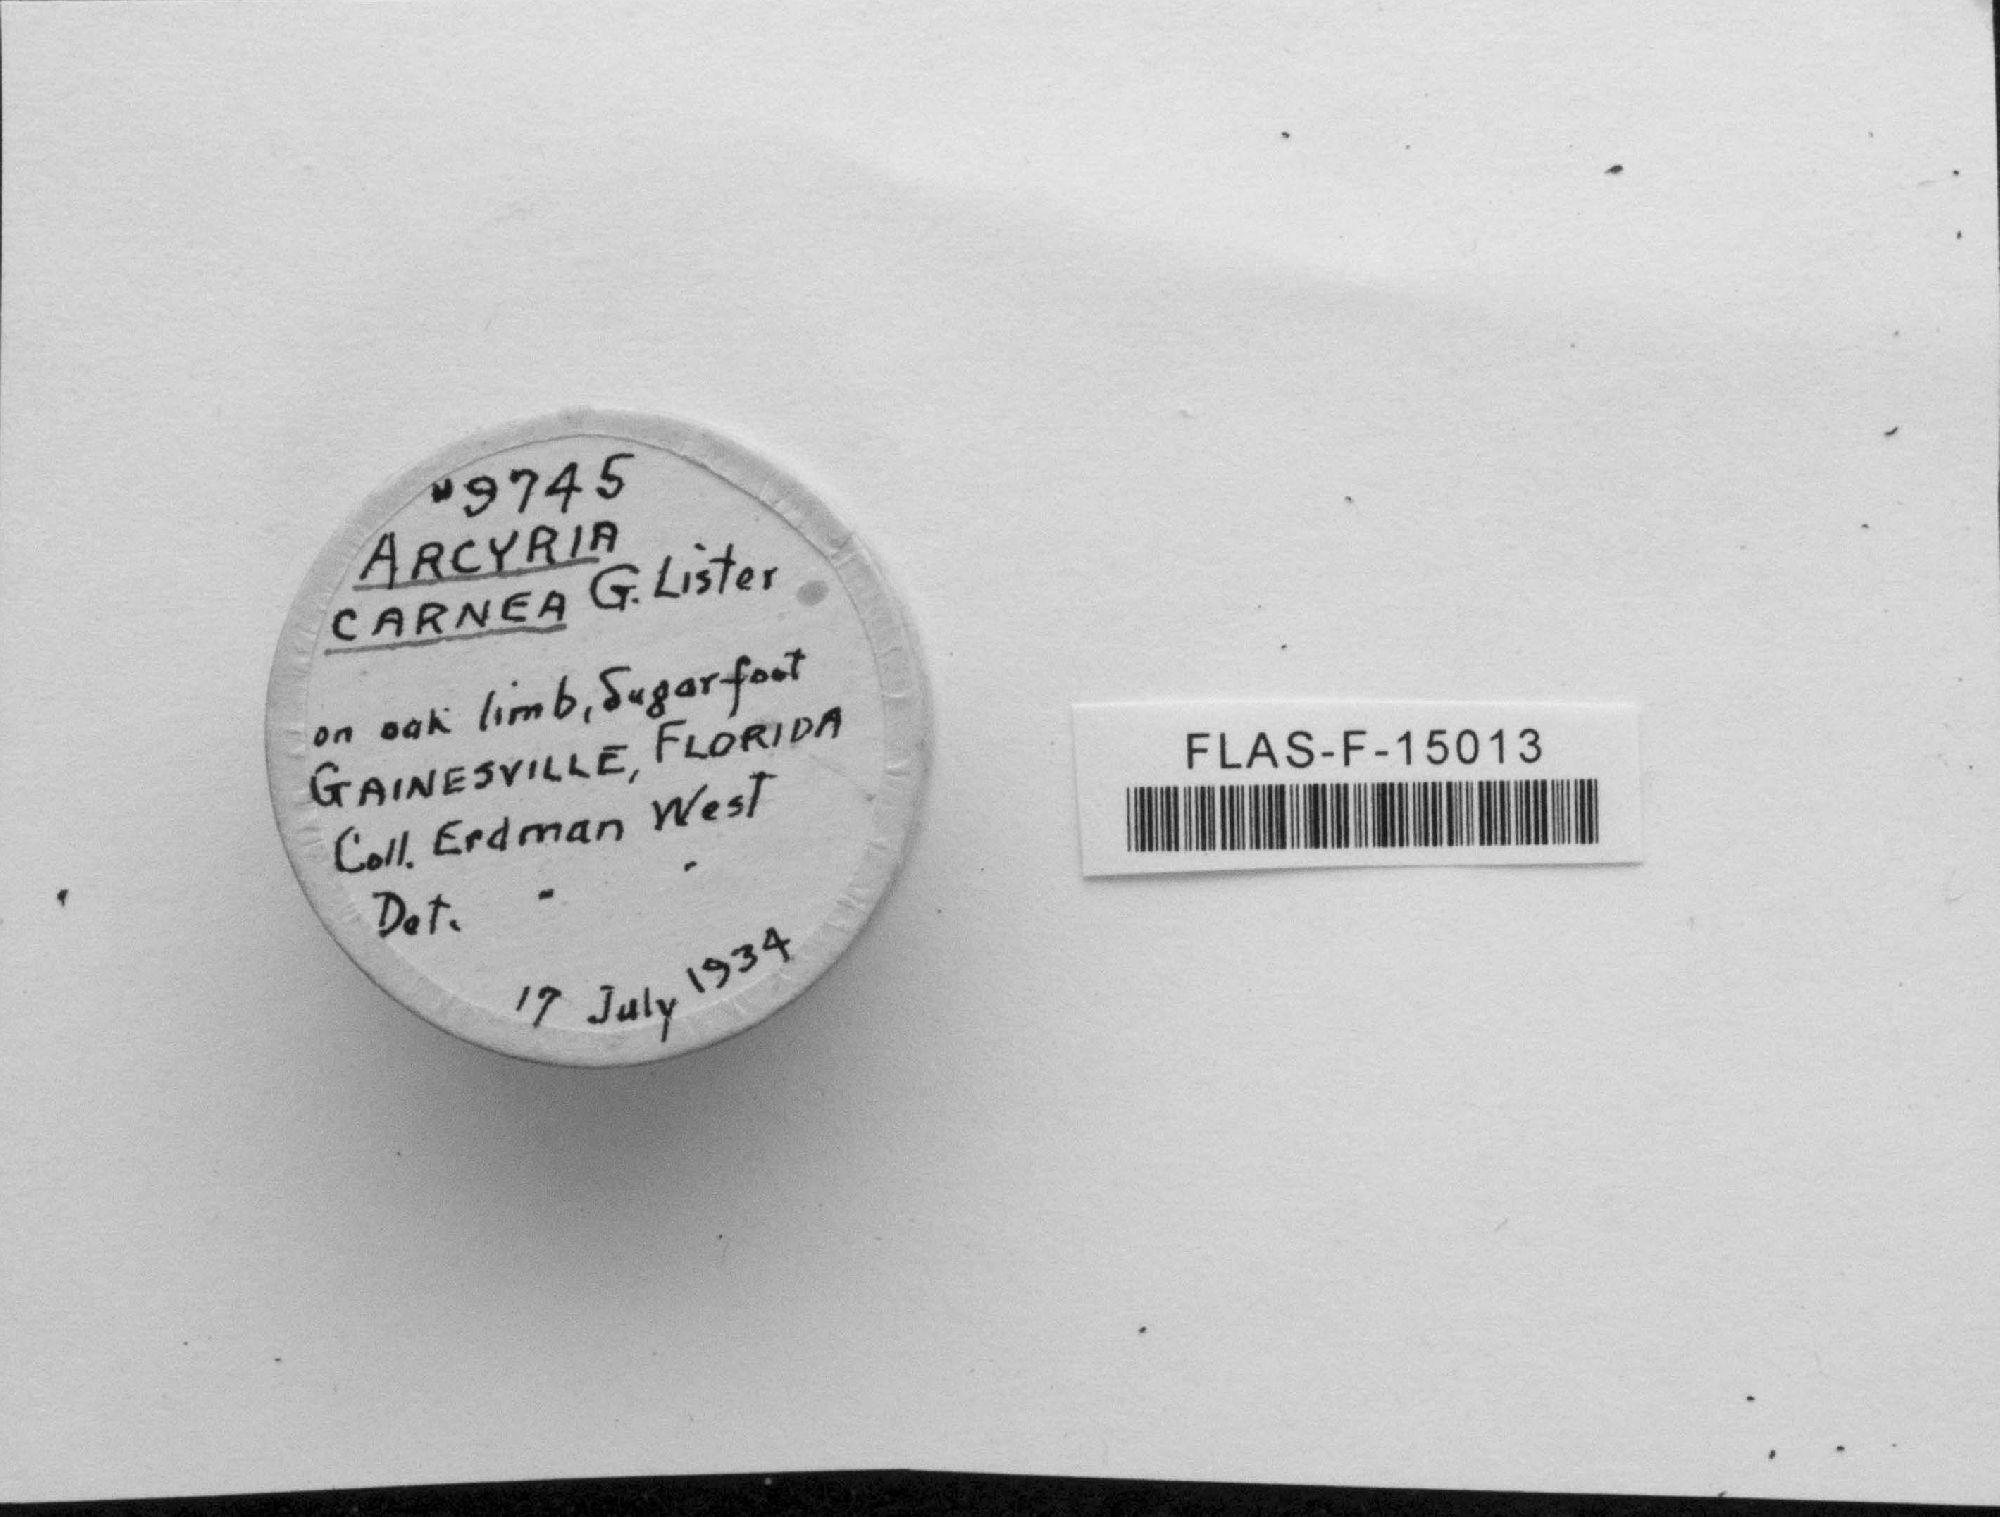 #9745
ARCYRIA
CARNEA G. Lister
on oak limb, Sugarfoot
GAINESVILLE, FLORIDA
Coll. Erdman West
Det. " "
17 July 1934
FLAS-F-15013